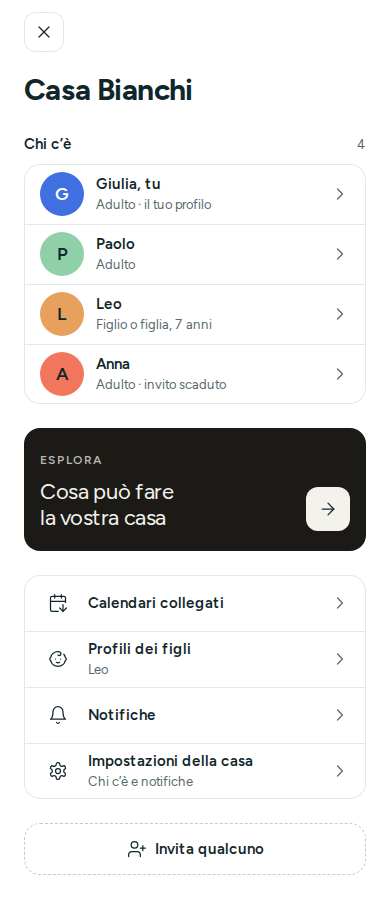 Casa Bianchi
Chi c'è
4
G
Giulia, tu
Adulto · il tuo profilo
P
Paolo
Adulto
L
Leo
Figlio o figlia, 7 anni
A
Anna
Adulto · invito scaduto
ESPLORA
Cosa può fare
la vostra casa
Calendari collegati
Profili dei figli
Leo
Notifiche
Impostazioni della casa
Chi c'è e notifiche
Invita qualcuno